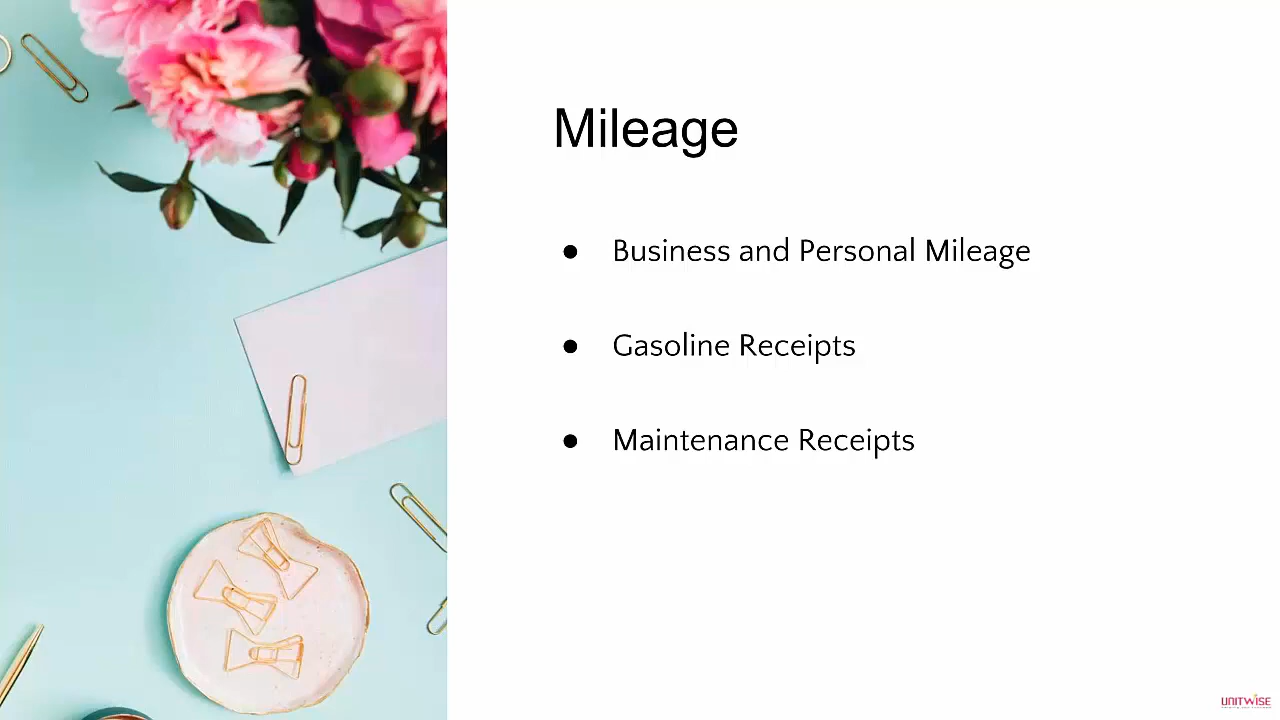 Mileage
● Business and Personal Mileage
● Gasoline Receipts
● Maintenance Receipts
UNITWISE